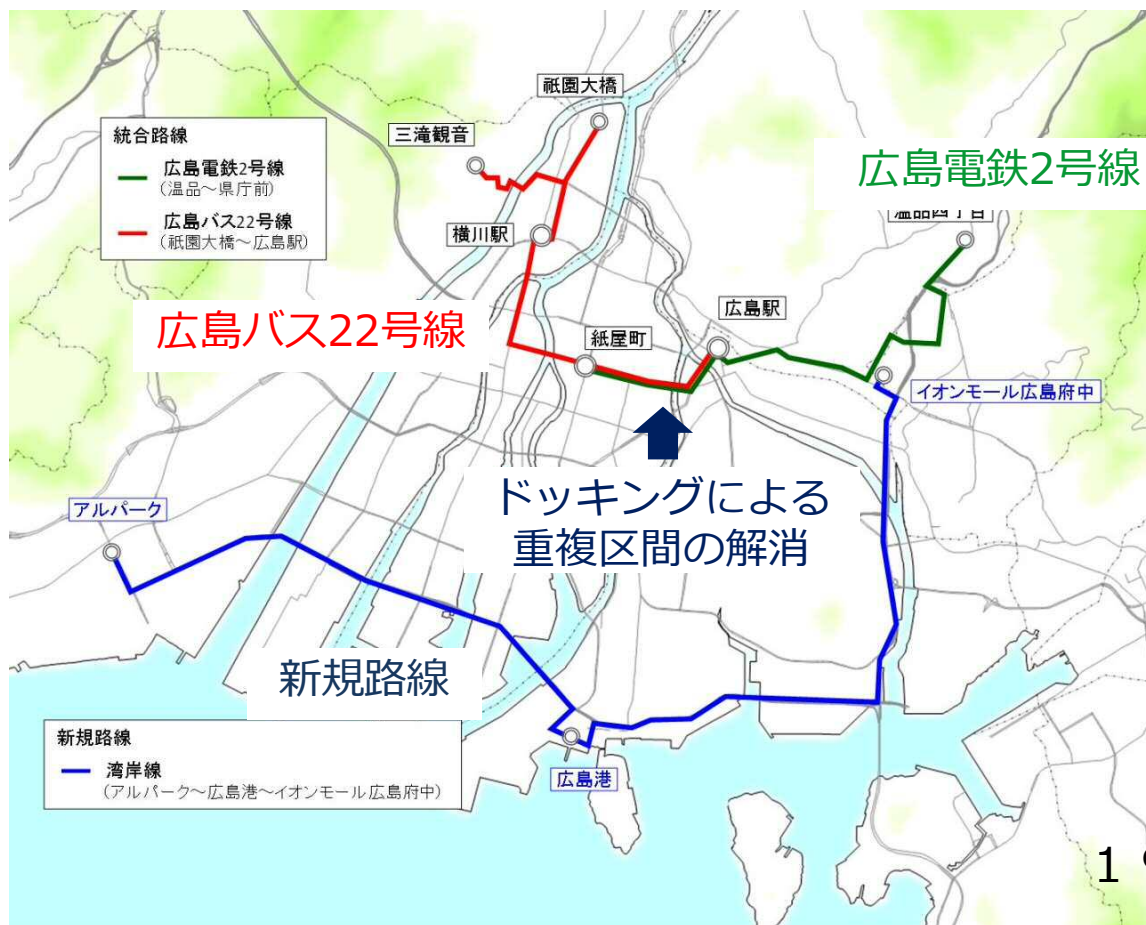 祇園大橋
三滝観音
統合路線
広島電鉄2号線
(温品～県庁前)
広島バス22号線
(祇園大橋～広島駅)
広島電鉄2号線
温品四丁目
横川駅
広島駅
広島バス22号線
紙屋町
イオンモール広島府中
ドッキングによる
重複区間の解消
アルパーク
新規路線
新規路線
湾岸線
(アルパーク～広島港～イオンモール広島府中)
広島港
1